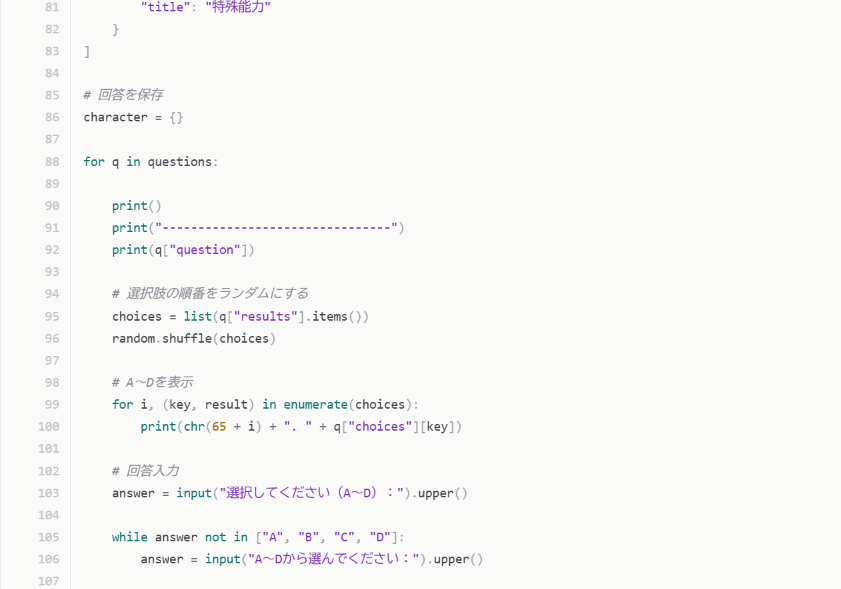 81 "title": "特殊能力"
82 }
83 ]
84
85 # 回答を保存
86 character = {}
87
88 for q in questions:
89
90 print()
91 print("--------------------------------")
92 print(q["question"])
93
94 # 選択肢の順番をランダムにする
95 choices = list(q["results"].items())
96 random.shuffle(choices)
97
98 # A～Dを表示
99 for i, (key, result) in enumerate(choices):
100 print(chr(65 + i) + ". " + q["choices"][key])
101
102 # 回答入力
103 answer = input("選択してください（A～D）：").upper()
104
105 while answer not in ["A", "B", "C", "D"]:
106 answer = input("A～Dから選んでください：").upper()
107